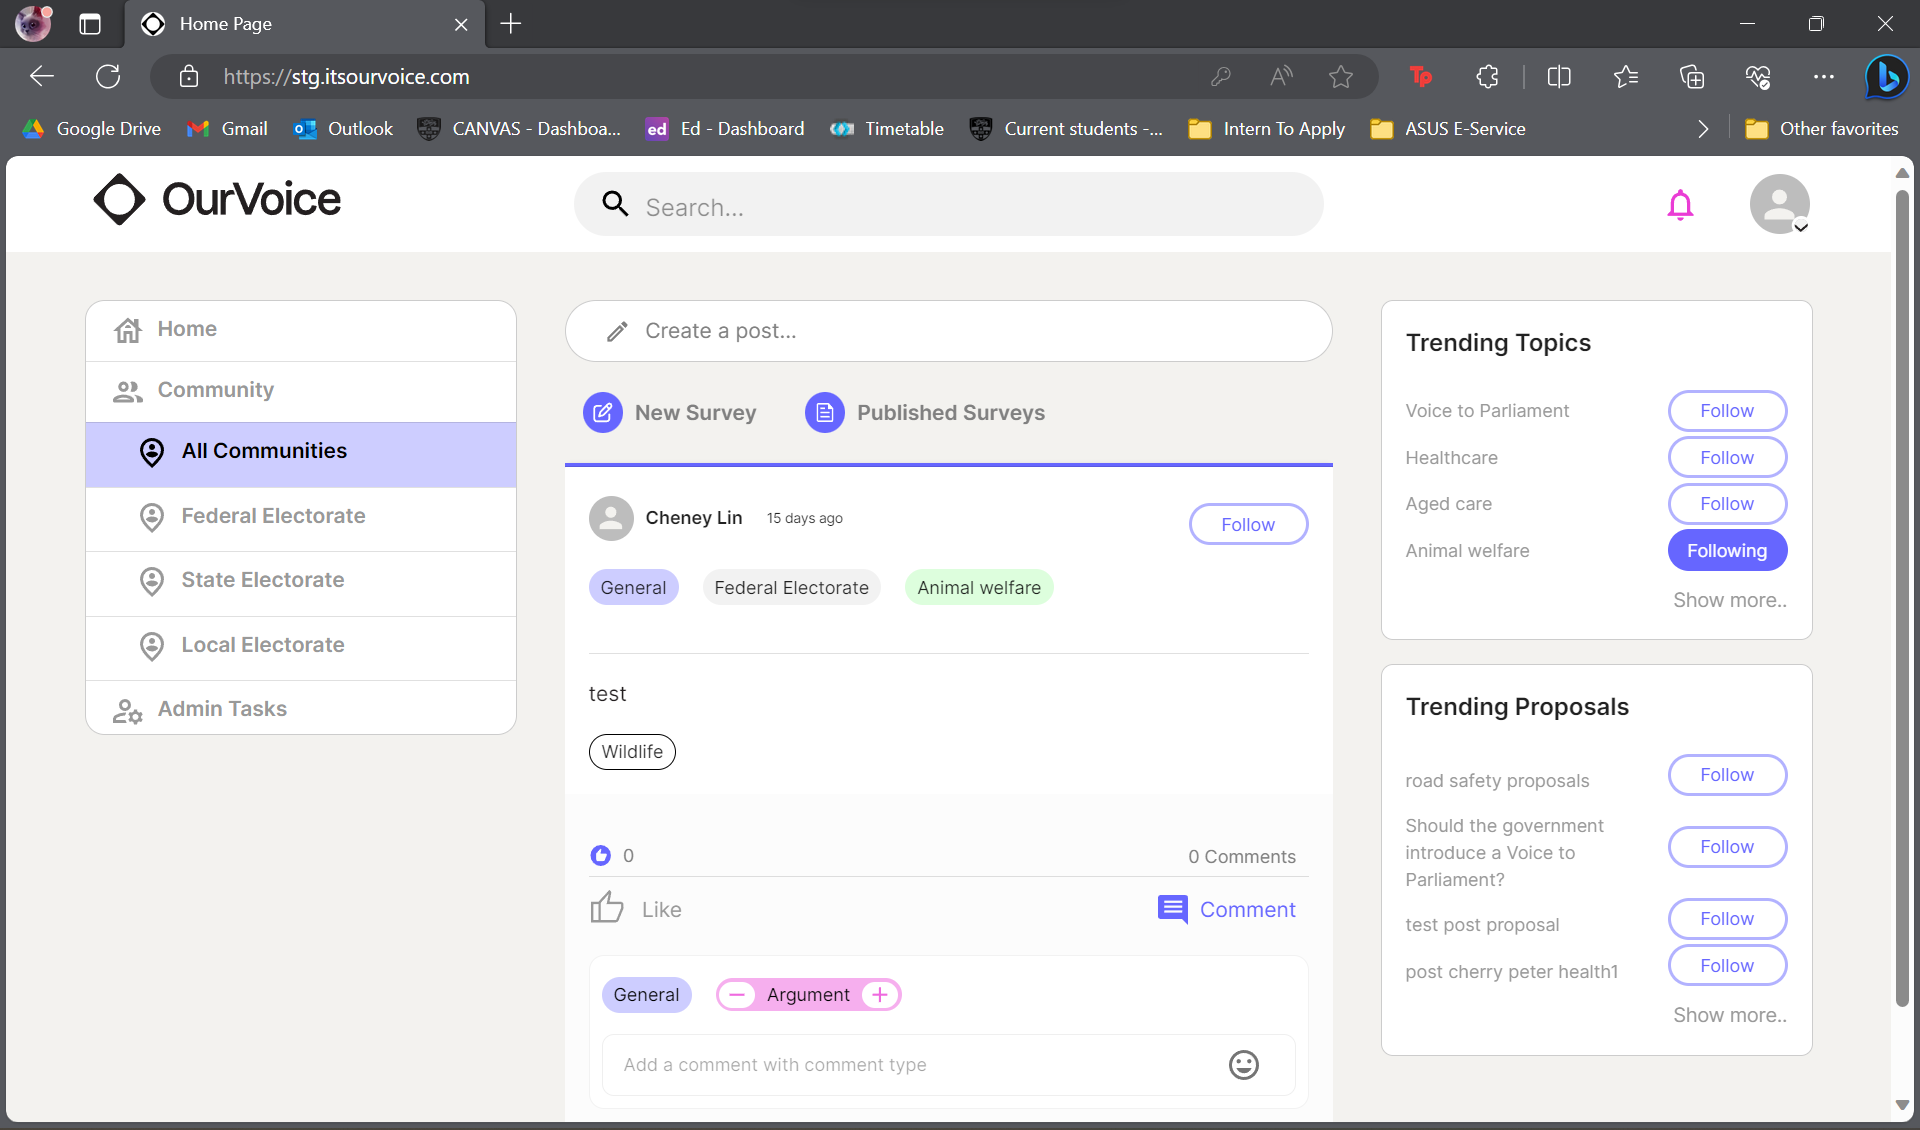 Home Page
https://stg.itsourvoice.com
Google Drive
Gmail
Outlook
CANVAS - Dashboa...
ed Ed - Dashboard
Timetable
Current students -...
Intern To Apply
ASUS E-Service
Other favorites
OurVoice
Search...
Home
Community
All Communities
Federal Electorate
State Electorate
Local Electorate
Admin Tasks
Create a post...
New Survey
Published Surveys
Cheney Lin 15 days ago
Follow
General
Federal Electorate
Animal welfare
test
Wildlife
0
0 Comments
Like
Comment
General
Argument
Add a comment with comment type
Trending Topics
Voice to Parliament
Follow
Healthcare
Follow
Aged care
Follow
Animal welfare
Following
Show more..
Trending Proposals
road safety proposals
Follow
Should the government
introduce a Voice to
Parliament?
Follow
test post proposal
Follow
post cherry peter health1
Follow
Show more..
Tp